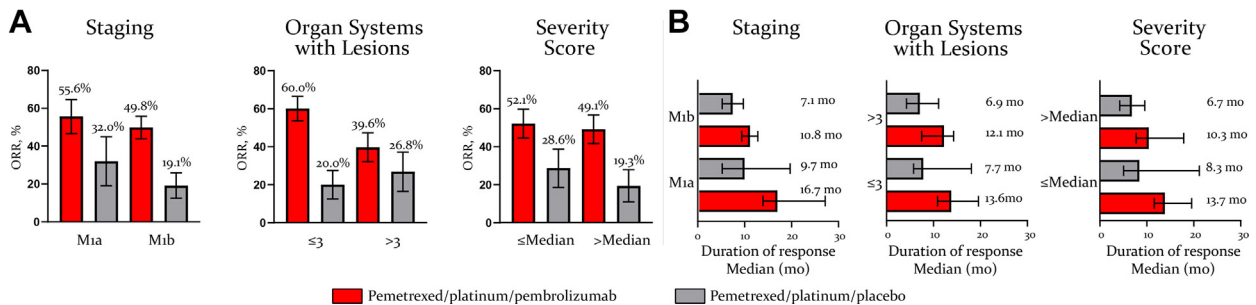 A
Staging
ORR, %
80
60
40
20
0
55.6%
32.0%
49.8%
19.1%
M1a
M1b
Organ Systems
with Lesions
80
60
40
20
0
60.0%
20.0%
39.6%
26.8%
≤3
>3
Severity
Score
ORR, %
80
60
40
20
0
52.1%
28.6%
49.1%
19.3%
≤Median
>Median
B
Staging
M1b
M1a
7.1 mo
10.8 mo
9.7 mo
16.7 mo
0
10
20
30
Duration of response
Median (mo)
Organ Systems
with Lesions
>3
≤3
6.9 mo
12.1 mo
7.7 mo
13.6mo
0
10
20
30
Duration of response
Median (mo)
Severity
Score
>Median
≤Median
6.7 mo
10.3 mo
8.3 mo
13.7 mo
0
10
20
30
Duration of response
Median (mo)
Pemetrexed/platinum/pembrolizumab
Pemetrexed/platinum/placebo